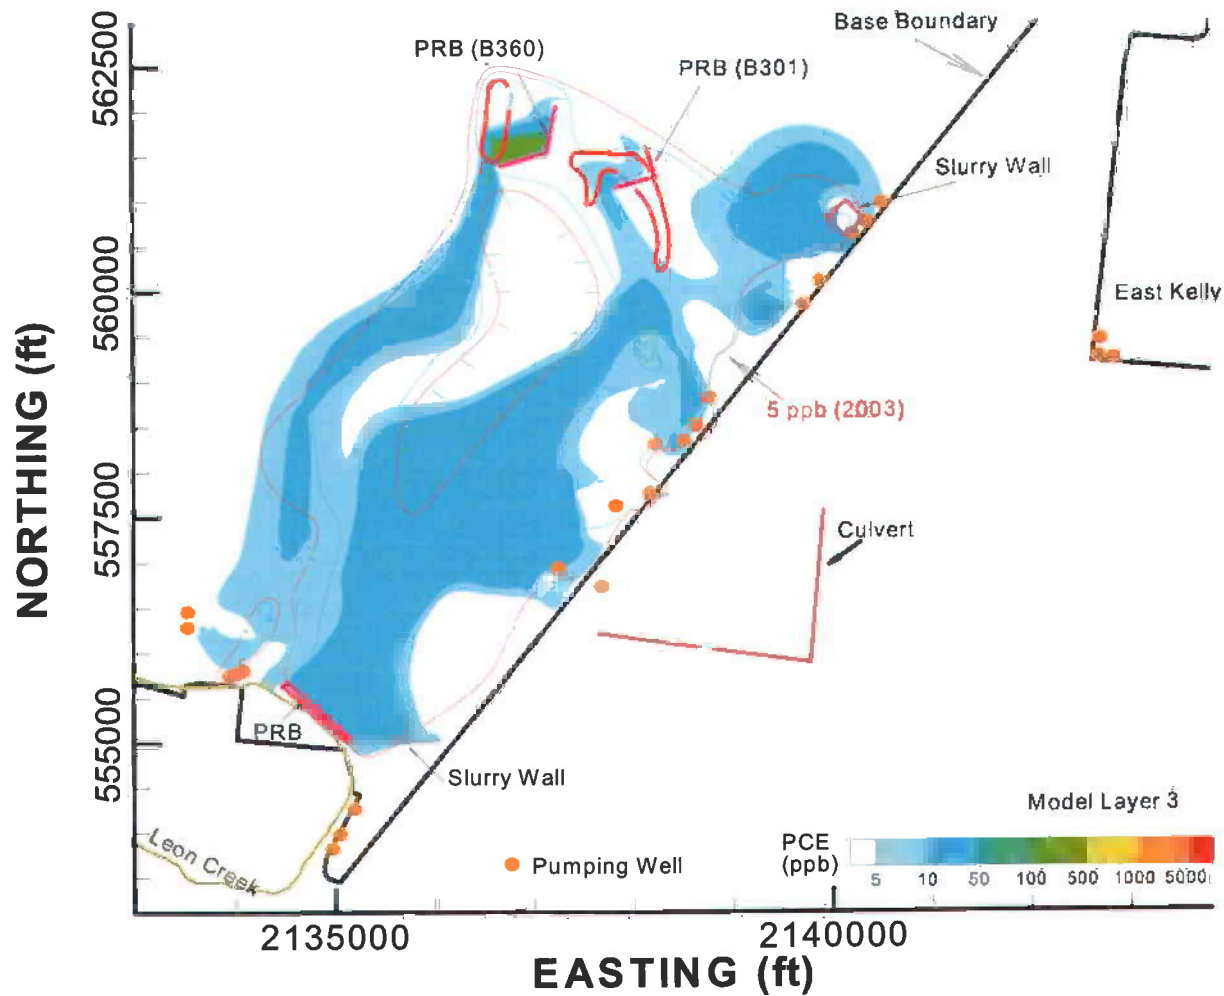 PRB (B360)
Base Boundary
PRB (B301)
Slurry Wall
East Kelly
5 ppb (2003)
Culvert
PRB
Slurry Wall
Leon Creek
Pumping Well
Model Layer 3
PCE
(ppb)
5 10 50 100 500 1000 5000
NORTHING (ft)
562500
560000
557500
555000
2135000
2140000
EASTING (ft)